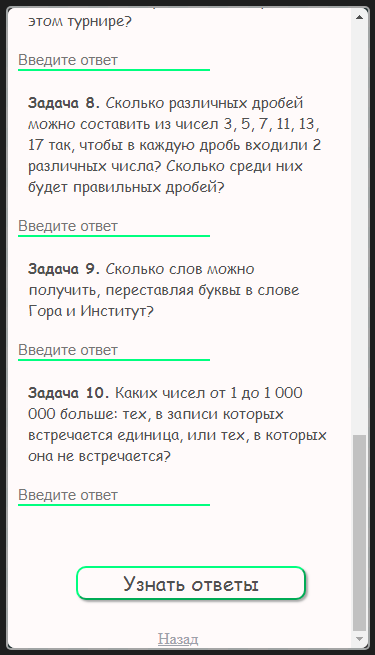 этом турнире?
Введите ответ
Задача 8. Сколько различных дробей
можно составить из чисел 3, 5, 7, 11, 13,
17 так, чтобы в каждую дробь входили 2
различных числа? Сколько среди них
будет правильных дробей?
Введите ответ
Задача 9. Сколько слов можно
получить, переставляя буквы в слове
Гора и Институт?
Введите ответ
Задача 10. Каких чисел от 1 до 1 000
000 больше: тех, в записи которых
встречается единица, или тех, в которых
она не встречается?
Введите ответ
Узнать ответы
Назад